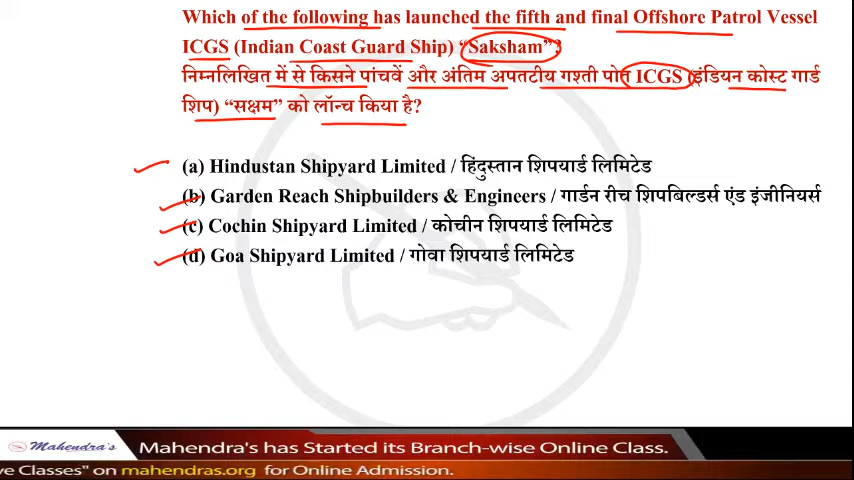 Which of the following has launched the fifth and final Offshore Patrol Vessel
ICGS (Indian Coast Guard Ship) “Saksham”?
निम्नलिखित में से किसने पांचवें और अंतिम अपतटीय गश्ती पोत ICGS (इंडियन कोस्ट गार्ड
शिप) “सक्षम” को लॉन्च किया है?
(a) Hindustan Shipyard Limited / हिंदुस्तान शिपयार्ड लिमिटेड
(b) Garden Reach Shipbuilders & Engineers / गार्डन रीच शिपबिल्डर्स एंड इंजीनियर्स
(c) Cochin Shipyard Limited / कोचीन शिपयार्ड लिमिटेड
(d) Goa Shipyard Limited / गोवा शिपयार्ड लिमिटेड
Mahendra's Mahendra's has Started its Branch-wise Online Class.
ve Classes" on mahendras.org for Online Admission.